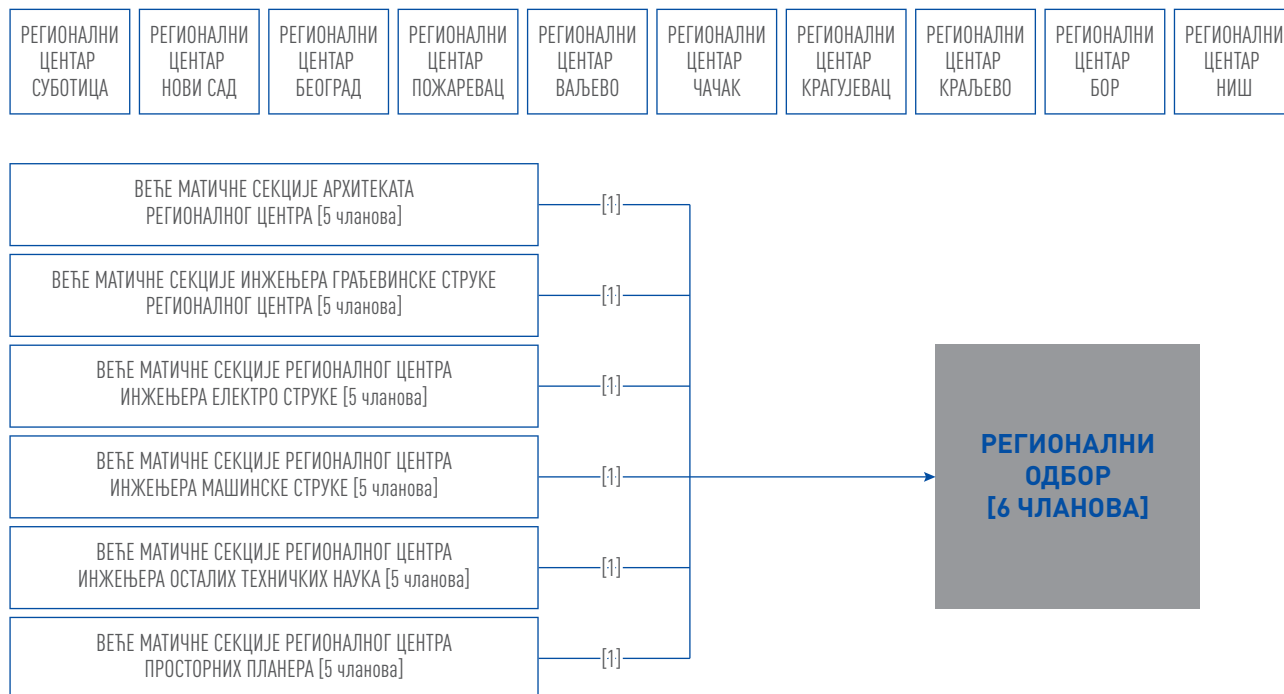 РЕГИОНАЛНИ
ЦЕНТАР
СУБОТИЦА
РЕГИОНАЛНИ
ЦЕНТАР
НОВИ САД
РЕГИОНАЛНИ
ЦЕНТАР
БЕОГРАД
РЕГИОНАЛНИ
ЦЕНТАР
ПОЖАРЕВАЦ
РЕГИОНАЛНИ
ЦЕНТАР
ВАЉЕВО
РЕГИОНАЛНИ
ЦЕНТАР
ЧАЧАК
РЕГИОНАЛНИ
ЦЕНТАР
КРАГУЈЕВАЦ
РЕГИОНАЛНИ
ЦЕНТАР
КРАЉЕВО
РЕГИОНАЛНИ
ЦЕНТАР
БОР
РЕГИОНАЛНИ
ЦЕНТАР
НИШ
ВЕЋЕ МАТИЧНЕ СЕКЦИЈЕ АРХИТЕКАТА
РЕГИОНАЛНОГ ЦЕНТРА [5 чланова]
[1]
ВЕЋЕ МАТИЧНЕ СЕКЦИЈЕ ИНЖЕЊЕРА ГРАЂЕВИНСКЕ СТРУКЕ
РЕГИОНАЛНОГ ЦЕНТРА [5 чланова]
[1]
ВЕЋЕ МАТИЧНЕ СЕКЦИЈЕ РЕГИОНАЛНОГ ЦЕНТРА
ИНЖЕЊЕРА ЕЛЕКТРО СТРУКЕ [5 чланова]
[1]
ВЕЋЕ МАТИЧНЕ СЕКЦИЈЕ РЕГИОНАЛНОГ ЦЕНТРА
ИНЖЕЊЕРА МАШИНСКЕ СТРУКЕ [5 чланова]
[1]
ВЕЋЕ МАТИЧНЕ СЕКЦИЈЕ РЕГИОНАЛНОГ ЦЕНТРА
ИНЖЕЊЕРА ОСТАЛИХ ТЕХНИЧКИХ НАУКА [5 чланова]
[1]
ВЕЋЕ МАТИЧНЕ СЕКЦИЈЕ РЕГИОНАЛНОГ ЦЕНТРА
ПРОСТОРНИХ ПЛАНЕРА [5 чланова]
[1]
РЕГИОНАЛНИ
ОДБОР
[6 ЧЛАНОВА]